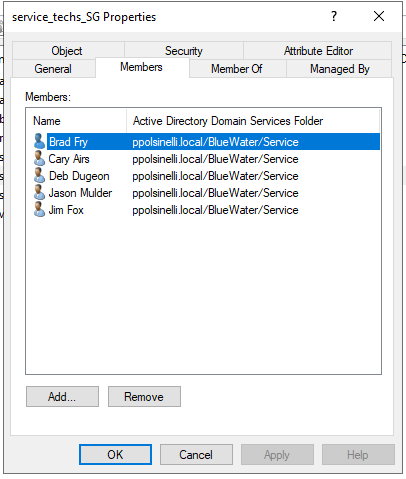 service_techs_SG Properties ? ×
Object Security Attribute Editor
General Members Member Of Managed By
Members:
Name Active Directory Domain Services Folder
Brad Fry ppolsinelli.local/BlueWater/Service
Cary Airs ppolsinelli.local/BlueWater/Service
Deb Dugeon ppolsinelli.local/BlueWater/Service
Jason Mulder ppolsinelli.local/BlueWater/Service
Jim Fox ppolsinelli.local/BlueWater/Service
Add... Remove
OK Cancel Apply Help